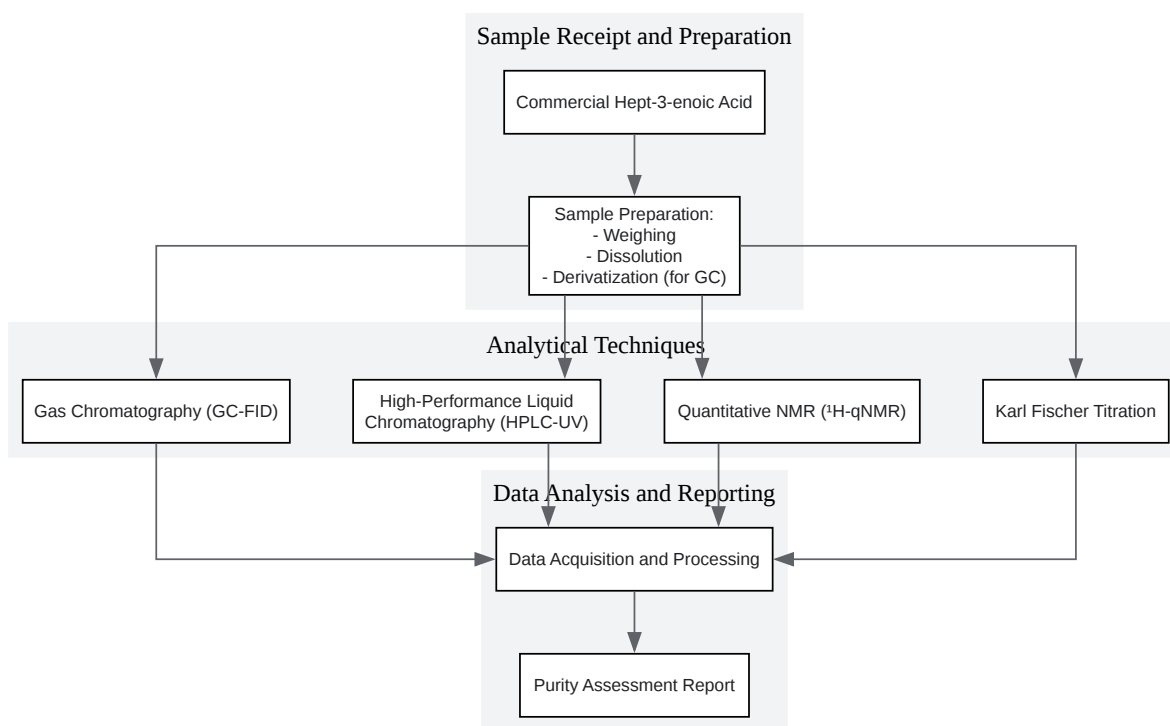 Sample Receipt and Preparation
Commercial Hept-3-enoic Acid
Sample Preparation:
- Weighing
- Dissolution
- Derivatization (for GC)
Analytical Techniques
Gas Chromatography (GC-FID)
High-Performance Liquid
Chromatography (HPLC-UV)
Quantitative NMR (¹H-qNMR)
Karl Fischer Titration
Data Analysis and Reporting
Data Acquisition and Processing
Purity Assessment Report